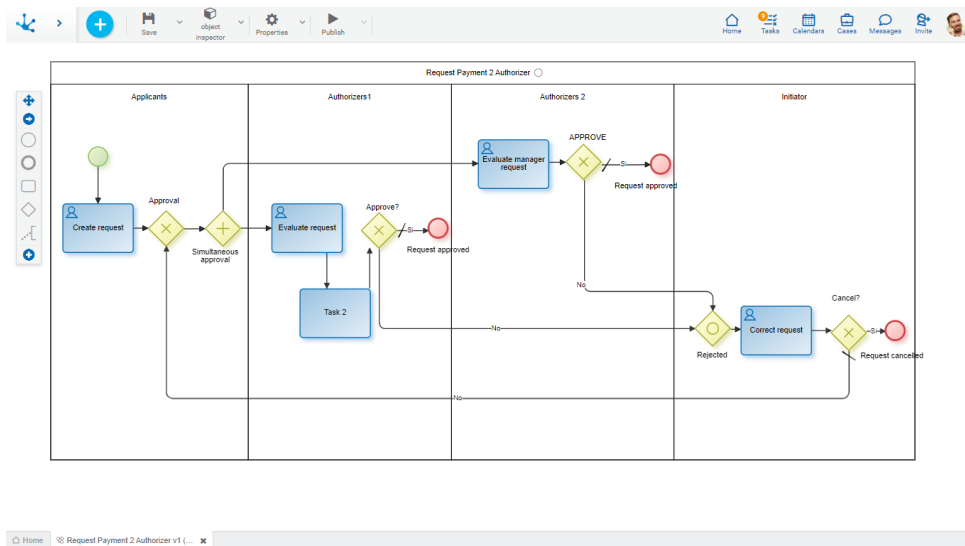 Save
object
inspector
Properties
Publish
Home
9
Tasks
Calendars
Cases
Messages
Invite
Request Payment 2 Authorizer
Applicants
Authorizers1
Authorizers 2
Initiator
APPROVE
Evaluate manager
request
Si
Request approved
Approval
Create request
Simultaneous
approval
Evaluate request
Approve?
Si
Request approved
Task 2
No
No
Cancel?
Correct request
Si
Rejected
Request cancelled
No
Home
Request Payment 2 Authorizer v1 (...